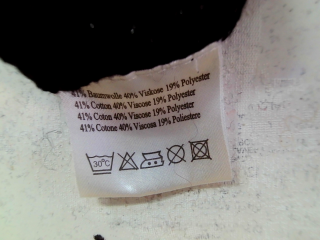 41% Baumwolle 40% Viskose 19% Polyester
41% Cotton 40% Viscose 19% Polyester
41% Coton 40% Viscose 19% Polyester
41% Cotone 40% Viscosa 19% Poliestere
30°C